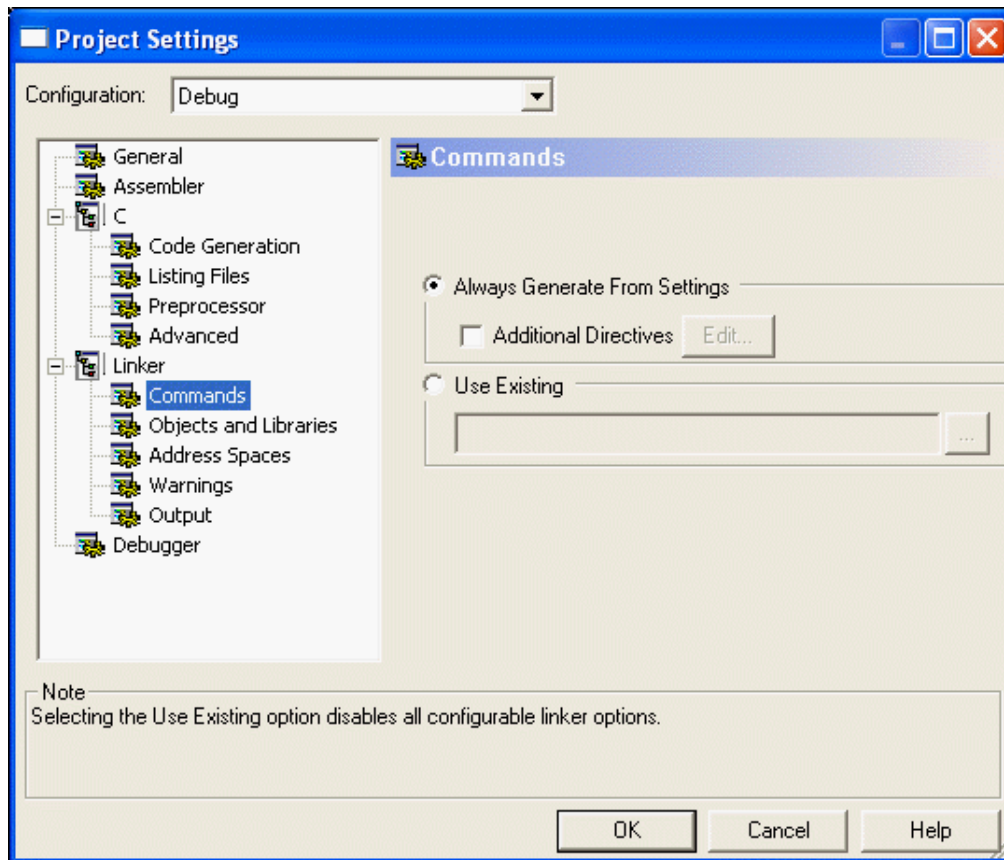 Project Settings
Configuration: Debug
General
Assembler
C
Code Generation
Listing Files
Preprocessor
Advanced
Linker
Commands
Objects and Libraries
Address Spaces
Warnings
Output
Debugger
Commands
Always Generate From Settings
Additional Directives Edit...
Use Existing
...
Note
Selecting the Use Existing option disables all configurable linker options.
OK Cancel Help